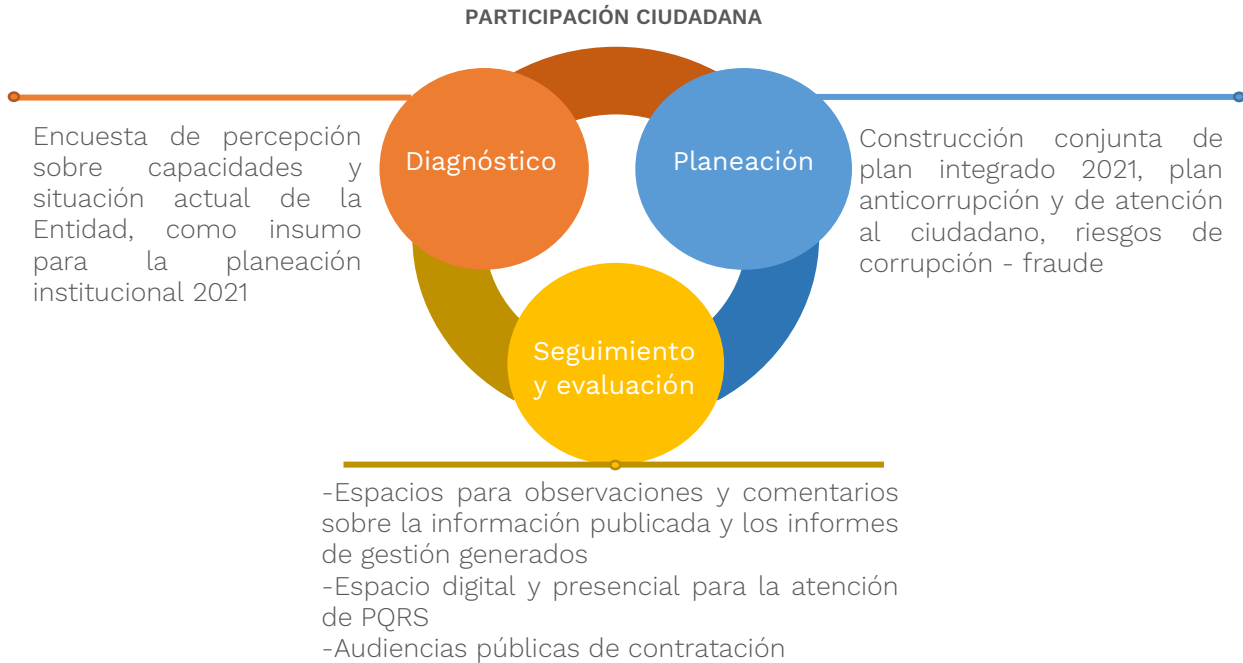 PARTICIPACIÓN CIUDADANA
Diagnóstico
Encuesta de percepción
sobre capacidades y
situación actual de la
Entidad, como insumo
para la planeación
institucional 2021
Planeación
Construcción conjunta de
plan integrado 2021, plan
anticorrupción y de atención
al ciudadano, riesgos de
corrupción - fraude
Seguimiento
y evaluación
-Espacios para observaciones y comentarios
sobre la información publicada y los informes
de gestión generados
-Espacio digital y presencial para la atención
de PQRS
-Audiencias públicas de contratación